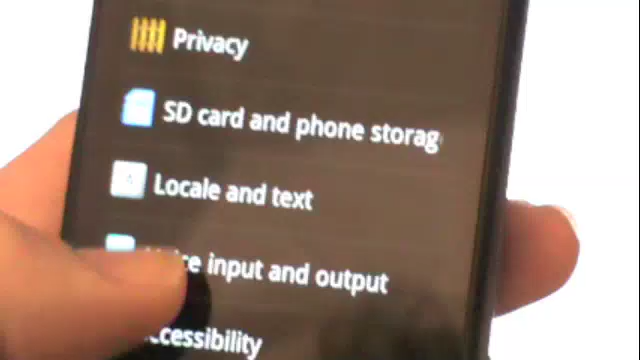 Privacy
SD card and phone storag
Locale and text
input and output
ccessibility